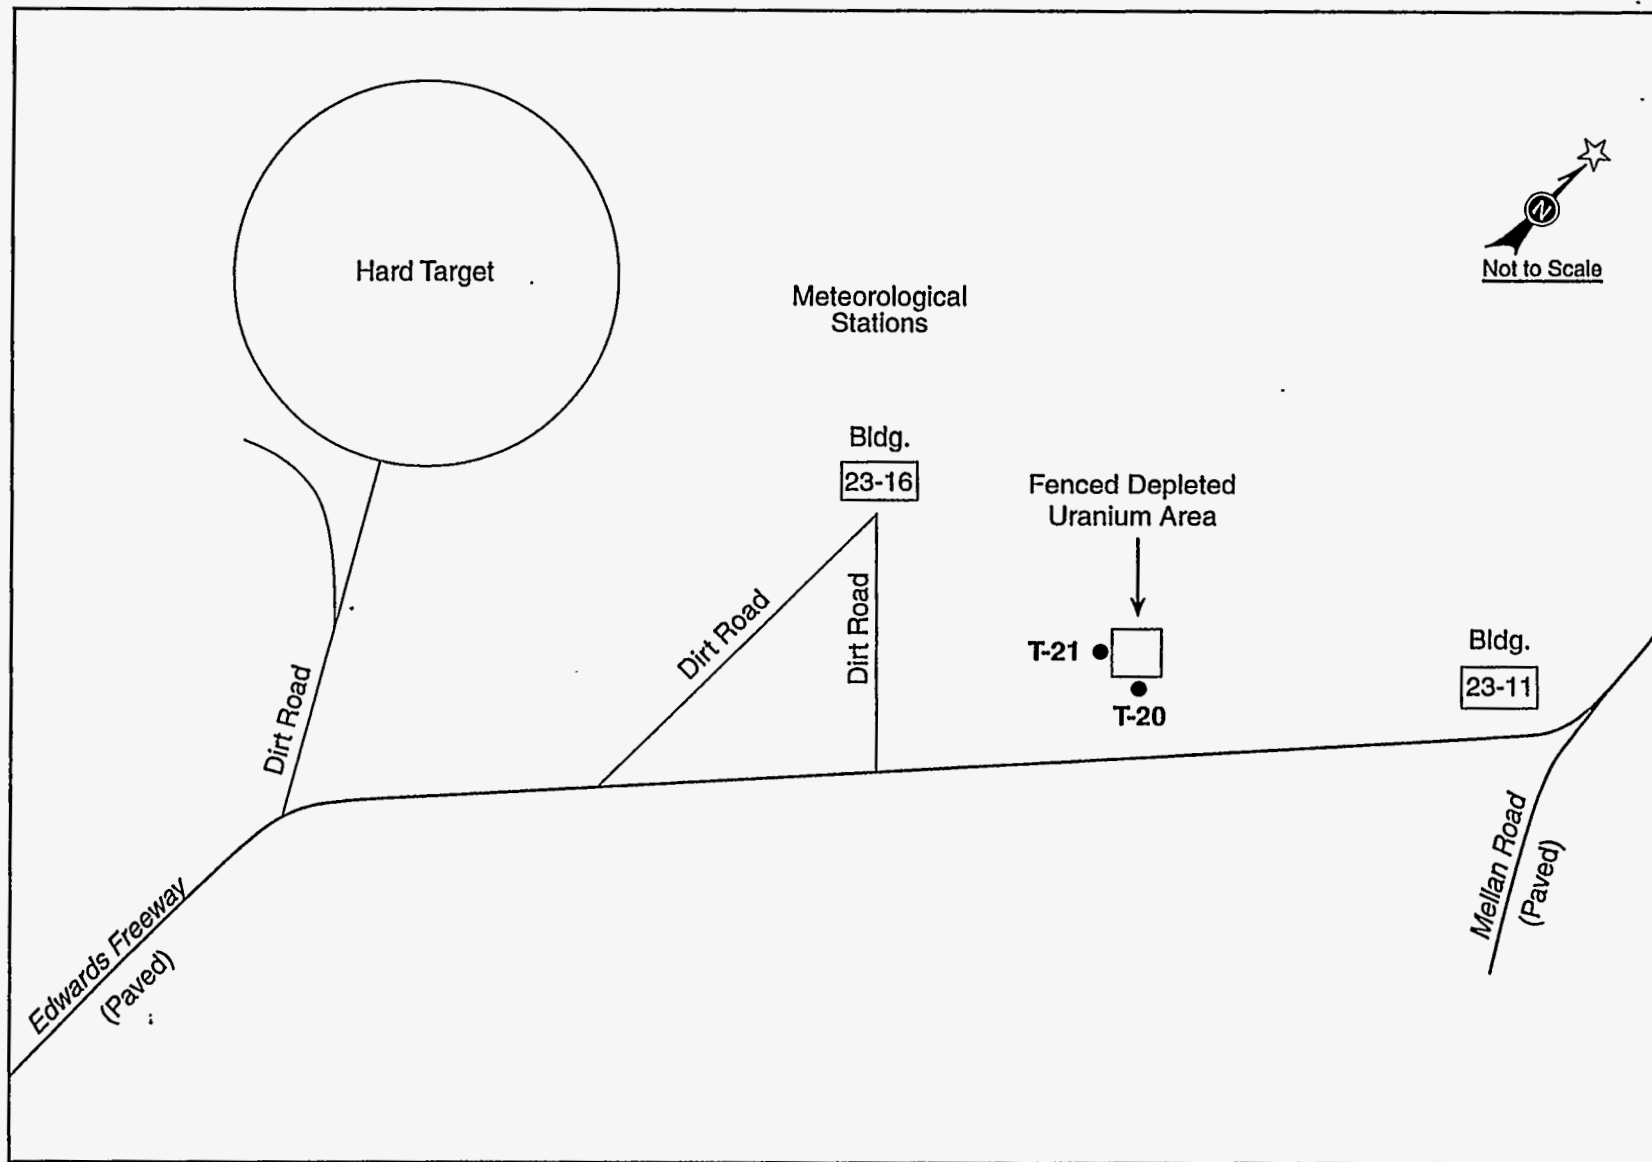 Hard Target
Meteorological
Stations
N
Not to Scale
Bldg.
23-16
Fenced Depleted
Uranium Area
Dirt Road
Dirt Road
Dirt Road
T-21
T-20
Bldg.
23-11
Edwards Freeway
(Paved)
Mellan Road
(Paved)